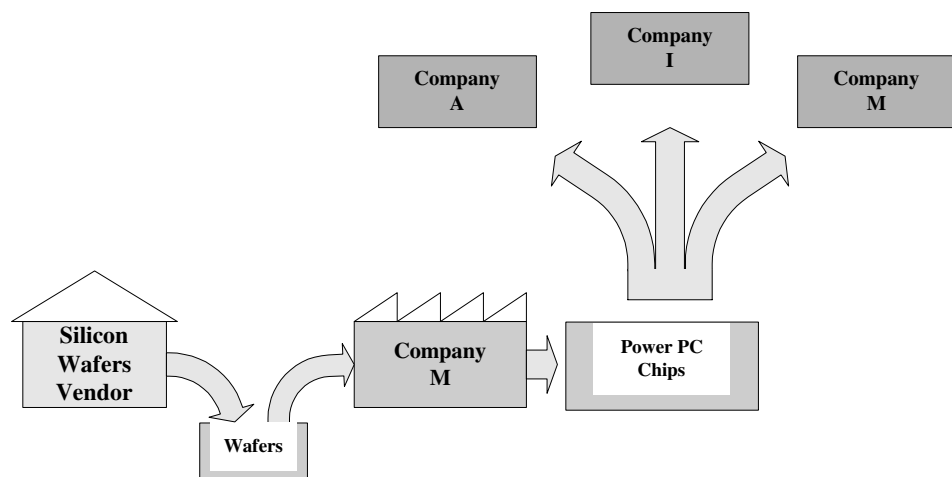 Company
I
Company
A
Company
M
Silicon
Wafers
Vendor
Company
M
Power PC
Chips
Wafers